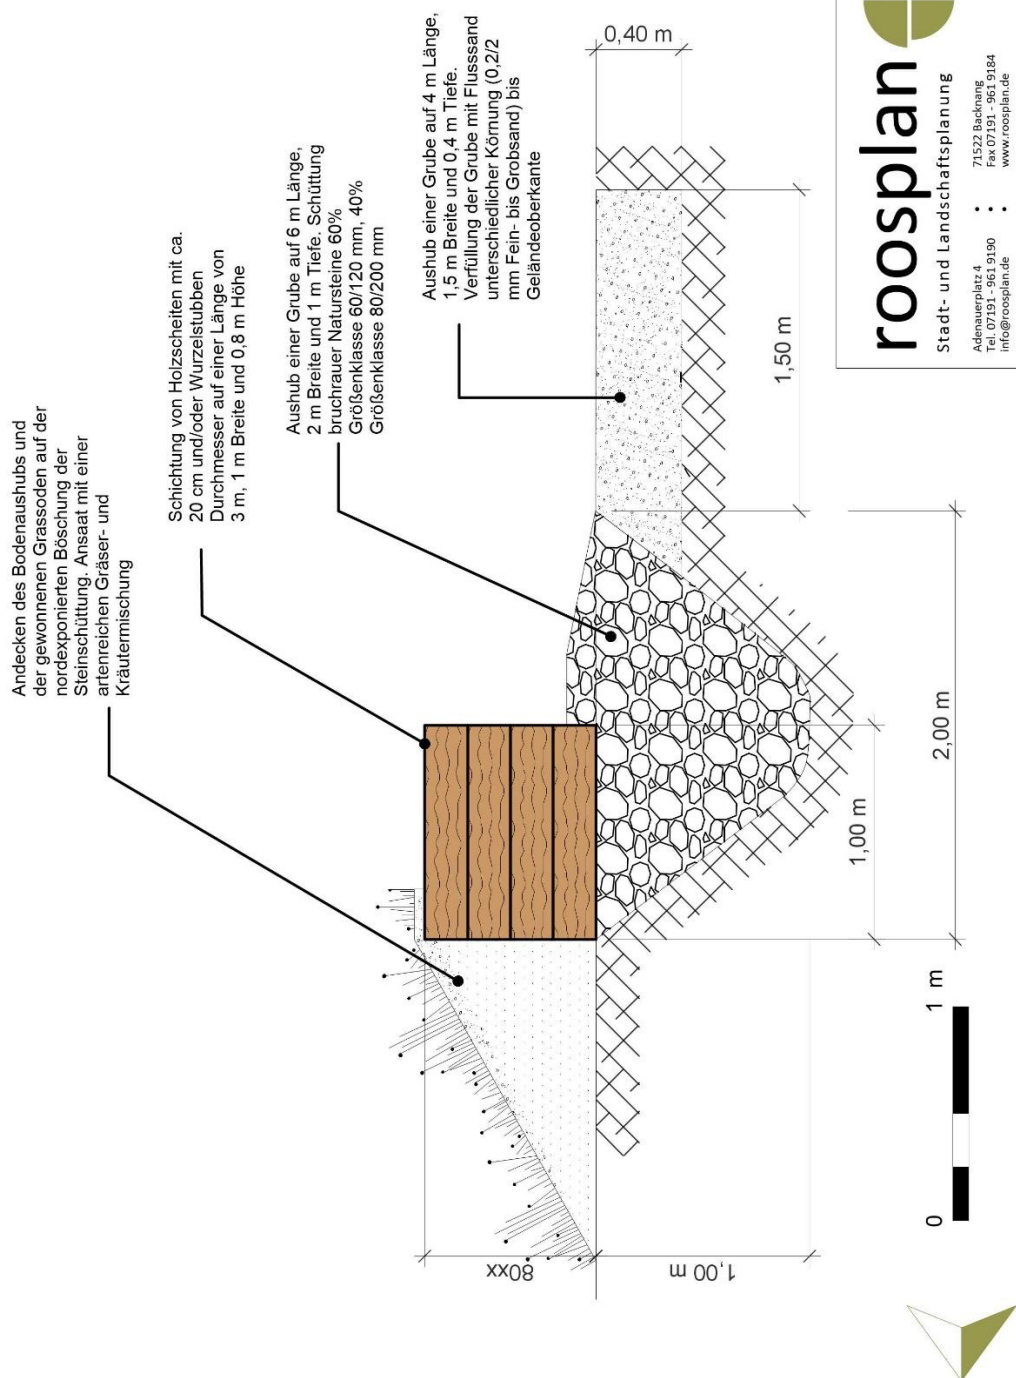 Andecken des Bodenaushubs und
der gewonnenen Grassoden auf der
nordexponierten Böschung der
Steinschüttung. Ansaat mit einer
artenreichen Gräser- und
Kräutermischung
Schichtung von Holzscheiten mit ca.
20 cm und/oder Wurzelstubben
Durchmesser auf einer Länge von
3 m, 1 m Breite und 0,8 m Höhe
Aushub einer Grube auf 6 m Länge,
2 m Breite und 1 m Tiefe. Schüttung
bruchrauer Natursteine 60%
Größenklasse 60/120 mm, 40%
Größenklasse 80/200 mm
Aushub einer Grube auf 4 m Länge,
1,5 m Breite und 0,4 m Tiefe.
Verfüllung der Grube mit Flusssand
unterschiedlicher Körnung (0,2/2
mm Fein- bis Grobsand) bis
Geländeoberkante
80xx
1,00 m
0,40 m
1,50 m
1,00 m
2,00 m
0 1 m
roosplan
Stadt- und Landschaftsplanung
Adenauerplatz 4 : 71522 Backnang
Tel. 07191 - 961 9190 Fax 07191 - 961 9184
info@roosplan.de : www.roosplan.de